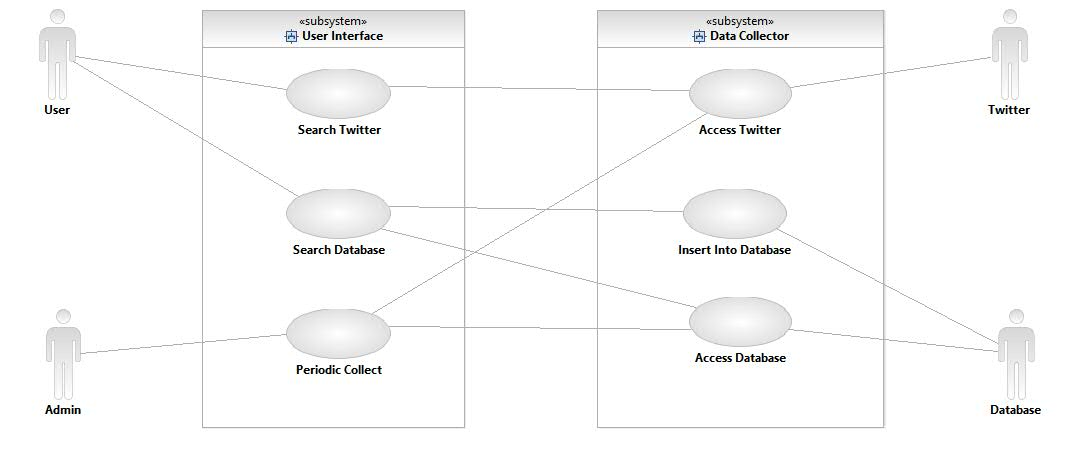 «subsystem»
User Interface
«subsystem»
Data Collector
User
Search Twitter
Access Twitter
Twitter
Search Database
Insert Into Database
Periodic Collect
Access Database
Admin
Database